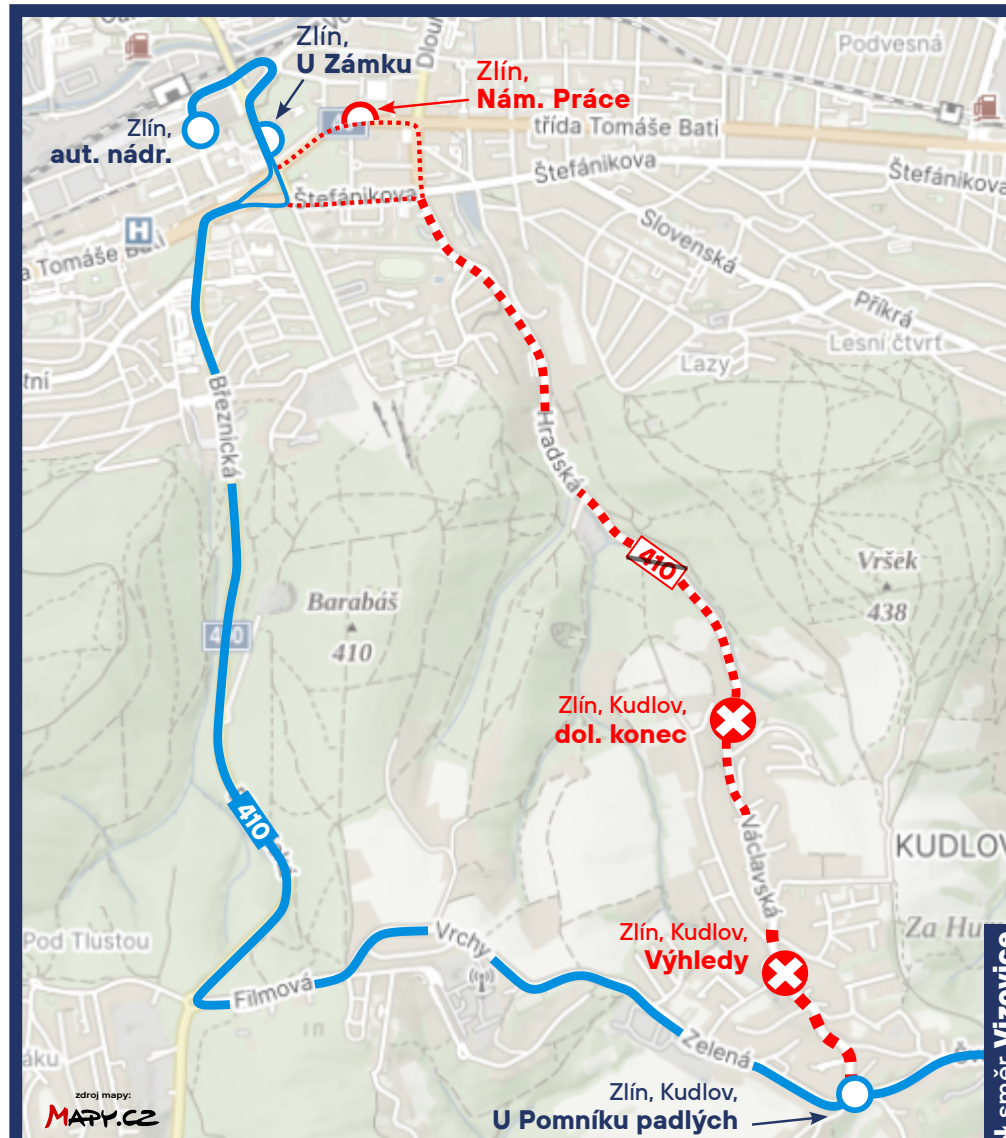 Podvesná
Zlín,
U Zámku
Zlín,
Nám. Práce
Zlín,
aut. nádr.
třída Tomáše Bati
Štefánikova
Štefánikova
Štefánikova
H
Tomáše Bati
Slovenská
Příkrá
Lesní čtvrť
Lazy
Březnická
Hradská
410
Vršek
438
Barabáš
410
Zlín, Kudlov,
dol. konec
410
Václavská
KUDLOV
Zlín, Kudlov,
Výhledy
Za Hu
Pod Tlustou
Vrchy
Filmová
Zelená
směr Vizovice
zdroj mapy:
MAPY.CZ
Zlín, Kudlov,
U Pomníku padlých